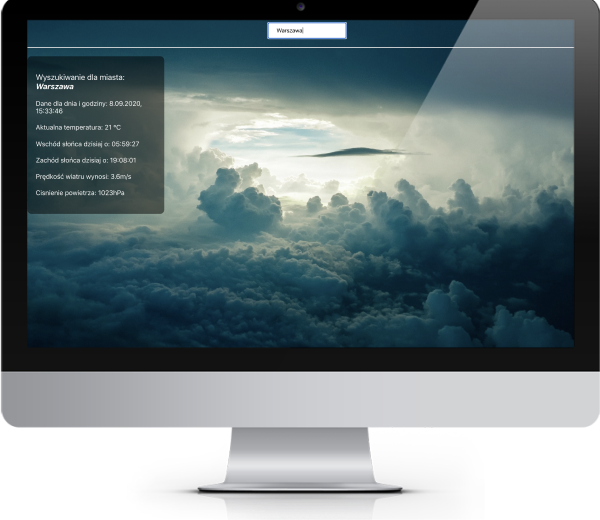 Warszawa
Wyszukiwanie dla miasta:
Warszawa
Dane dla dnia i godziny: 8.09.2020,
15:33:46
Aktualna temperatura: 21 °C
Wschód słońca dzisiaj o: 05:59:27
Zachód słońca dzisiaj o: 19:08:01
Prędkość wiatru wynosi: 3.6m/s
Cisnienie powietrza: 1023hPa